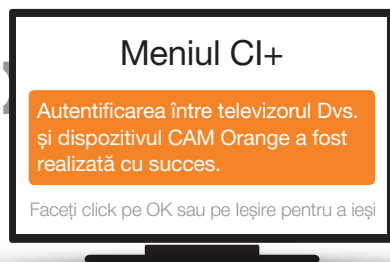 Meniul CI+
Autentificarea între televizorul Dvs.
și dispozitivul CAM Orange a fost
realizată cu succes.
Faceți click pe OK sau pe Ieșire pentru a ieși